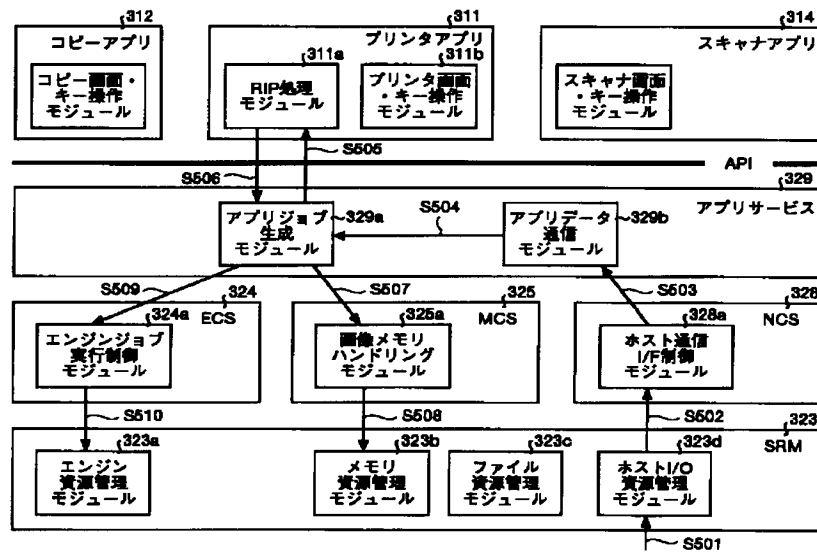 312
コピーアプリ
コピー画面・
キー操作
モジュール
311
プリンタアプリ
311a
RIP処理
モジュール
311b
プリンタ画面
・キー操作
モジュール
314
スキャナアプリ
スキャナ画面
・キー操作
モジュール
S505
API
S506
329
アプリサービス
アプリジョブ
生成
モジュール
329a
S504
アプリデータ
通信
モジュール
329b
S509
S507
S503
324
ECS
324a
エンジンジョブ
実行制御
モジュール
325
MCS
325a
画像メモリ
ハンドリング
モジュール
328
NCS
328a
ホスト通信
I/F制御
モジュール
S510
S508
S502
323
SRM
323a
エンジン
資源管理
モジュール
323b
メモリ
資源管理
モジュール
323c
ファイル
資源管理
モジュール
323d
ホストI/O
資源管理
モジュール
S501